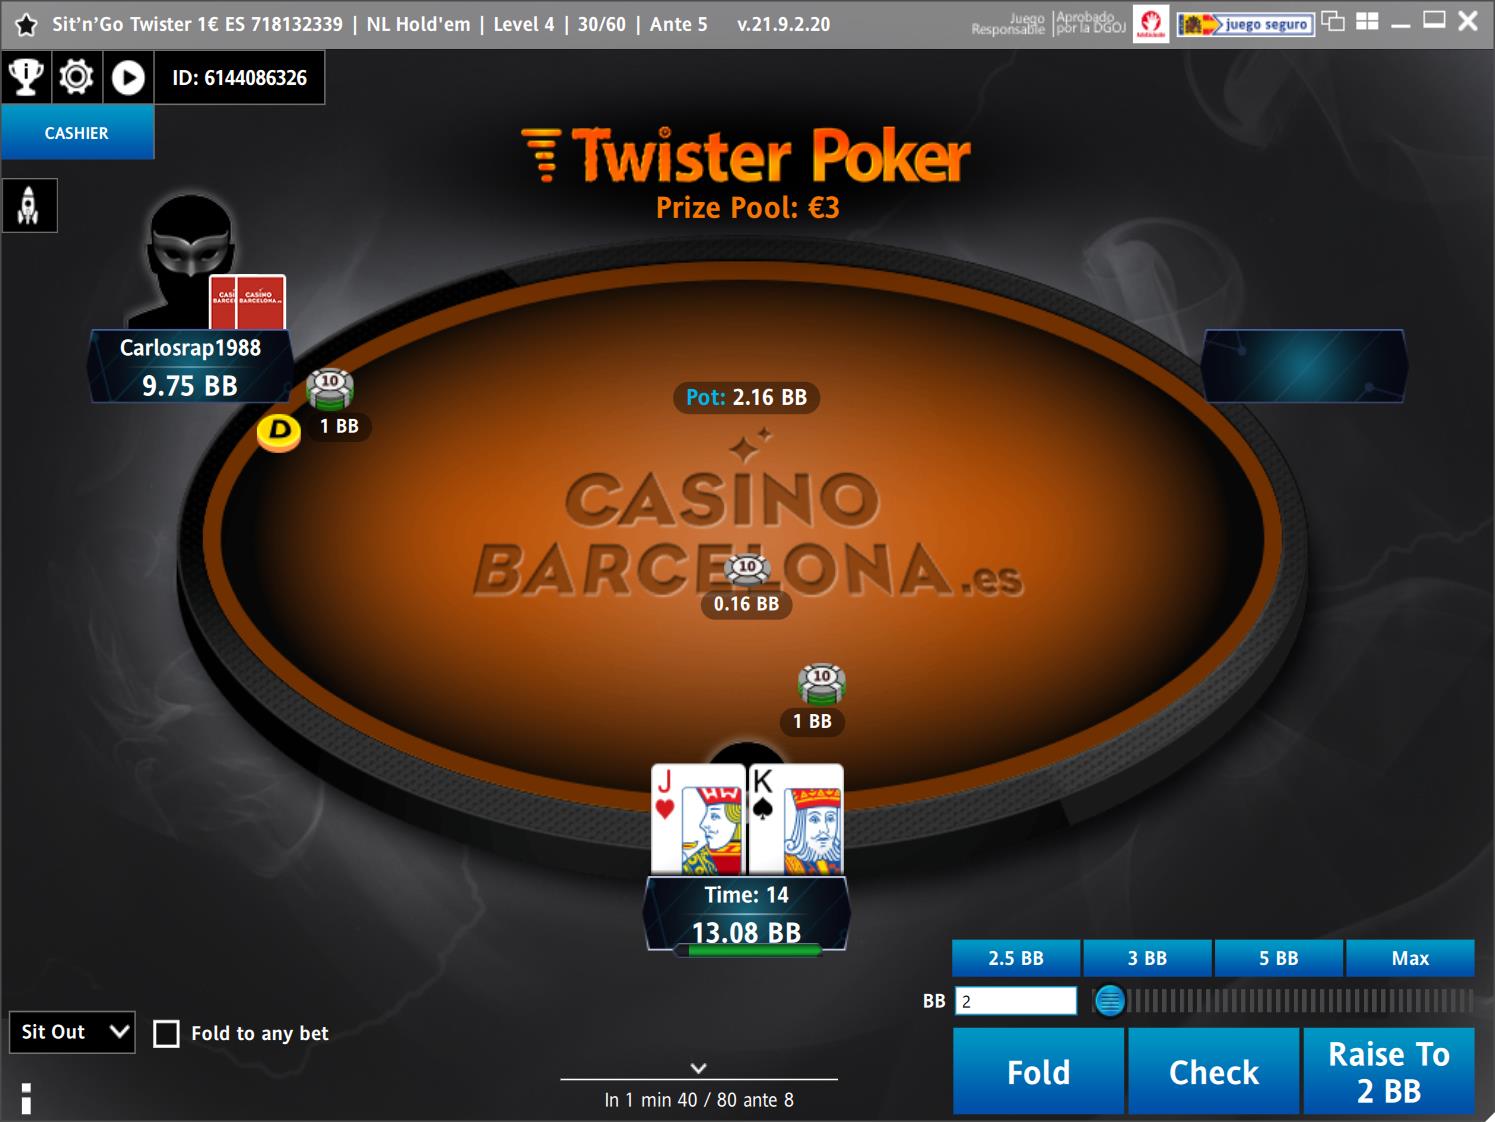 Sit'n'Go Twister 1€ ES 718132339 | NL Hold'em | Level 4 | 30/60 | Ante 5 v.21.9.2.20
Juego Responsable
Aprobado por la DGOJ
juego seguro
ID: 6144086326
CASHIER
Twister Poker
Prize Pool: €3
CASINO BARCELONA.es
Carlosrap1988
9.75 BB
10
D
1 BB
Pot: 2.16 BB
CASINO
BARCELONA.es
10
0.16 BB
10
1 BB
J
K
Time: 14
13.08 BB
2.5 BB
3 BB
5 BB
Max
BB 2
Sit Out
Fold to any bet
Fold
Check
Raise To
2 BB
In 1 min 40 / 80 ante 8